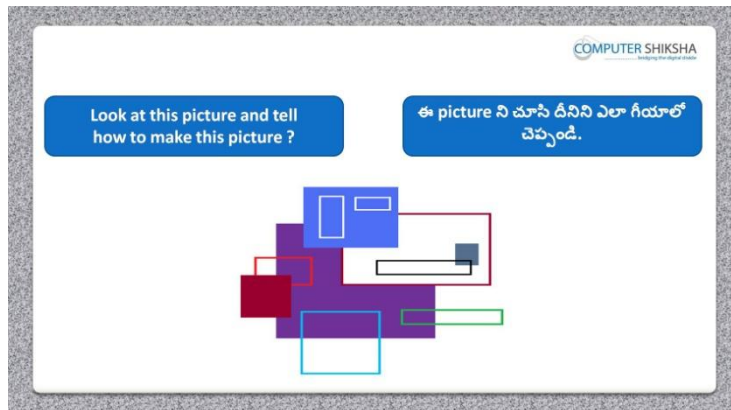 COMPUTER SHIKSHA
bridging the digital divide
Look at this picture and tell
how to make this picture ?
ఈ picture ని చూసి దీనిని ఎలా గీయాలో
చెప్పండి.